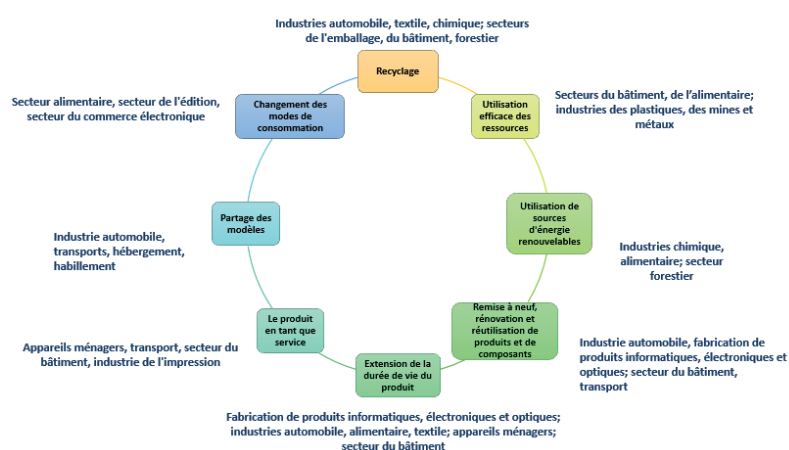 Industries automobile, textile, chimique; secteurs
de l'emballage, du bâtiment, forestier
Recyclage
Secteurs du bâtiment, de l'alimentaire;
industries des plastiques, des mines et
métaux
Utilisation
efficace des
ressources
Utilisation de
sources
d'énergie
renouvelables
Industries chimique,
alimentaire; secteur
forestier
Remise à neuf,
rénovation et
réutilisation de
produits et de
composants
Industrie automobile, fabrication de
produits informatiques, électroniques et
optiques; secteur du bâtiment,
transport
Extension de la
durée de vie du
produit
Fabrication de produits informatiques, électroniques et optiques;
industries automobile, alimentaire, textile; appareils ménagers;
secteur du bâtiment
Le produit
en tant que
service
Appareils ménagers, transport, secteur du
bâtiment, industrie de l'impression
Partage des
modèles
Industrie automobile,
transports, hébergement,
habillement
Changement des
modes de
consommation
Secteur alimentaire, secteur de l'édition,
secteur du commerce électronique